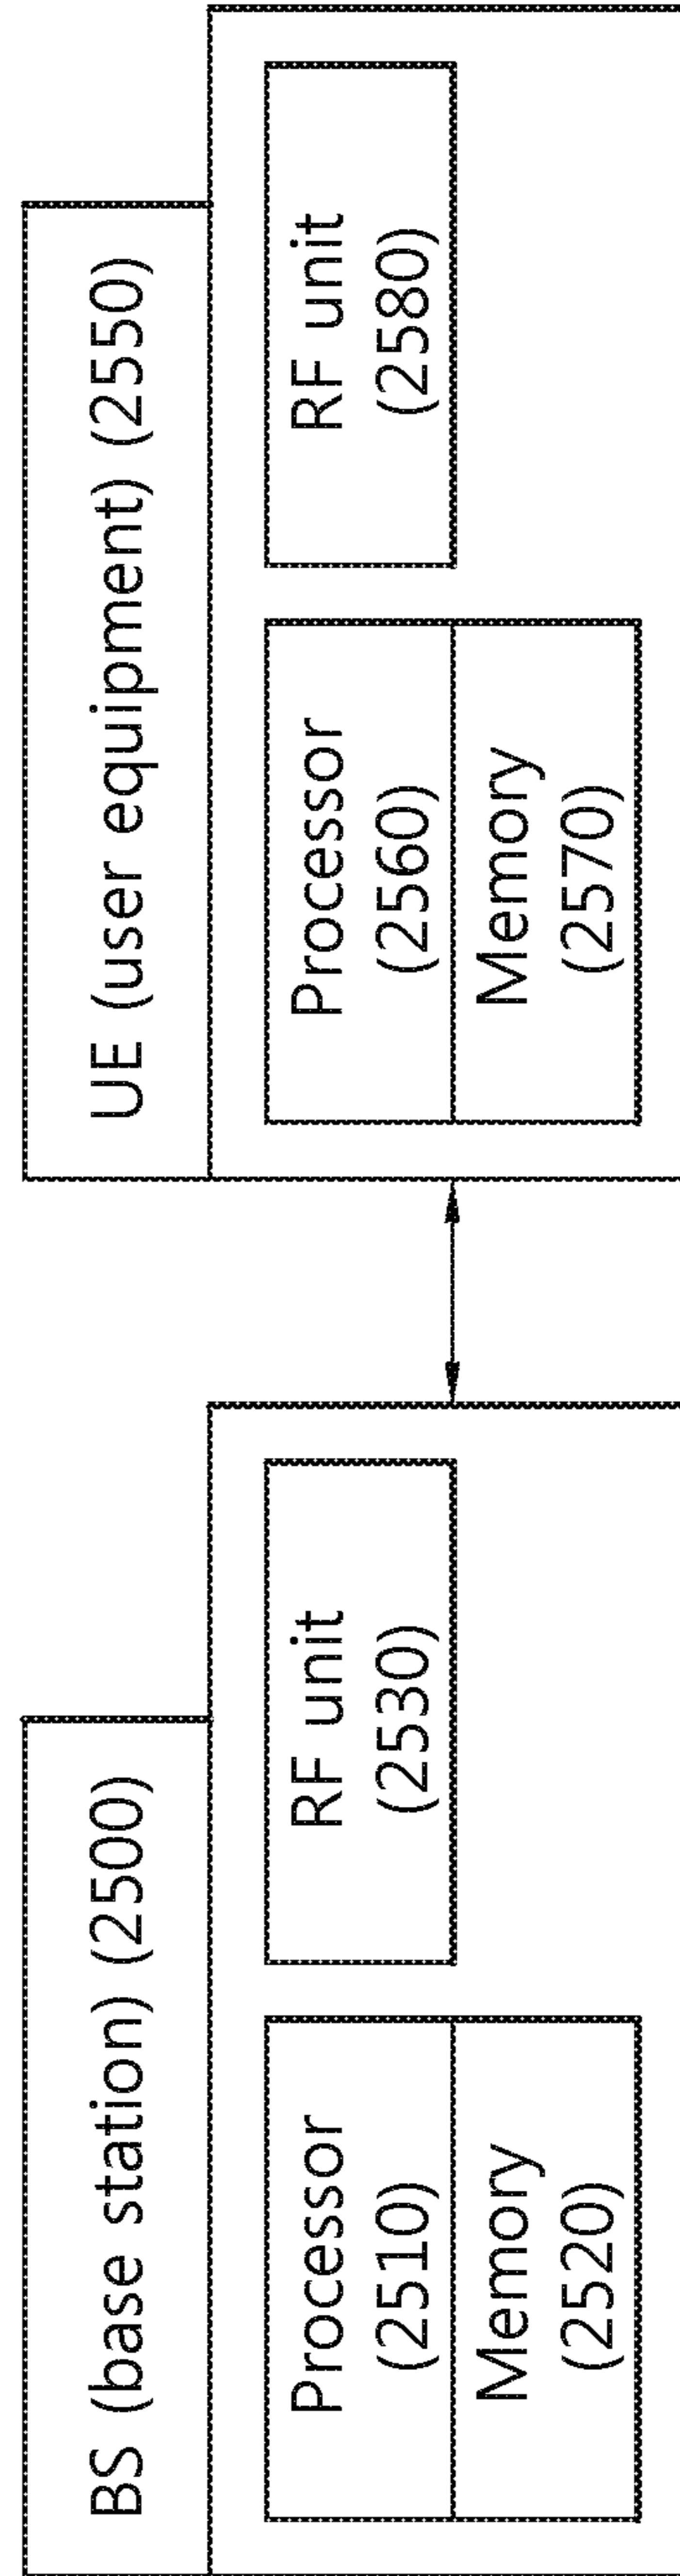 BS (base station) (2500)
Processor
(2510)
Memory
(2520)
RF unit
(2530)
UE (user equipment) (2550)
Processor
(2560)
Memory
(2570)
RF unit
(2580)